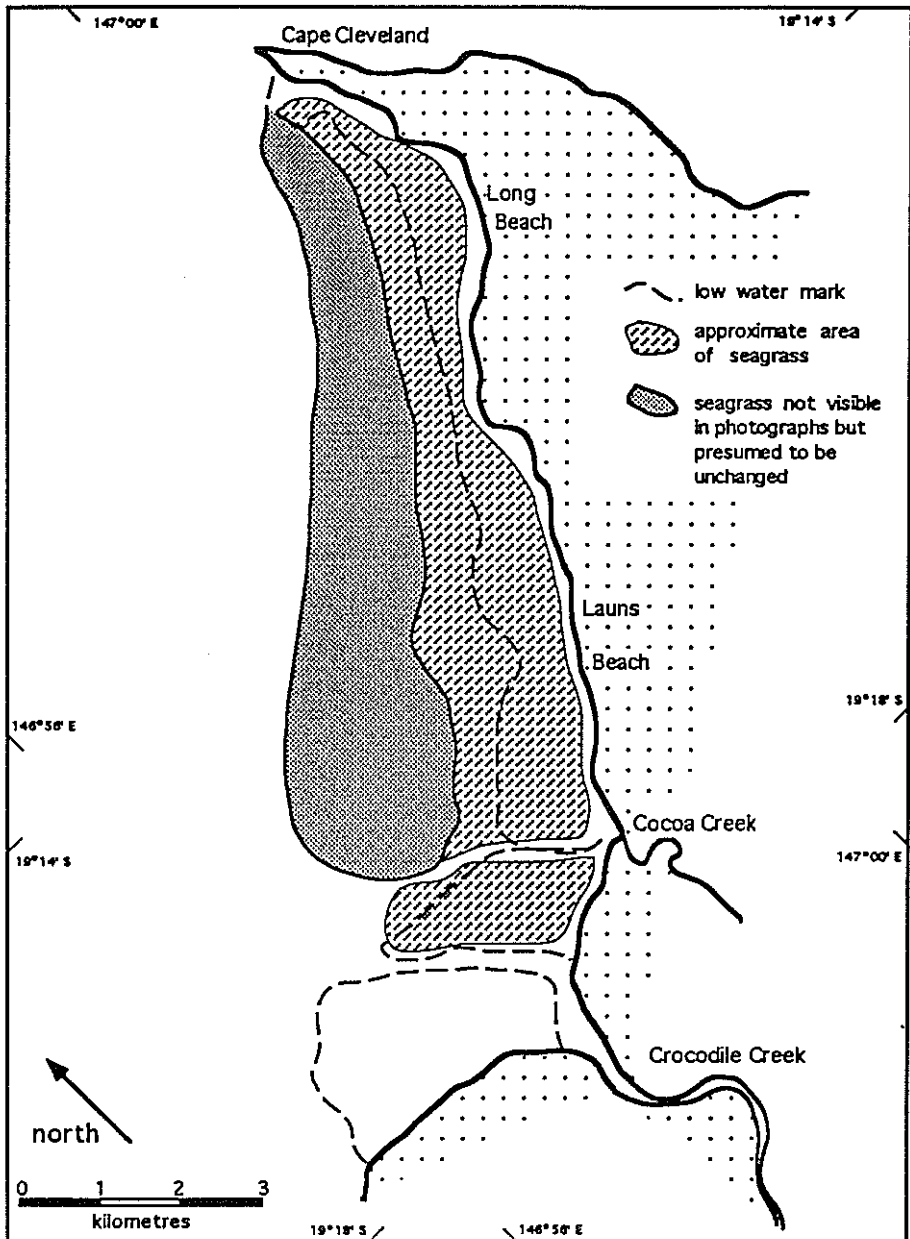 147°00' E
19°14' S
Cape Cleveland
Long
Beach
low water mark
approximate area
of seagrass
seagrass not visible
in photographs but
presumed to be
unchanged
Launs
Beach
19°18' S
146°56' E
Cocoa Creek
19°14' S
147°00' E
Crocodile Creek
north
0 1 2 3
kilometres
19°18' S
146°56' E